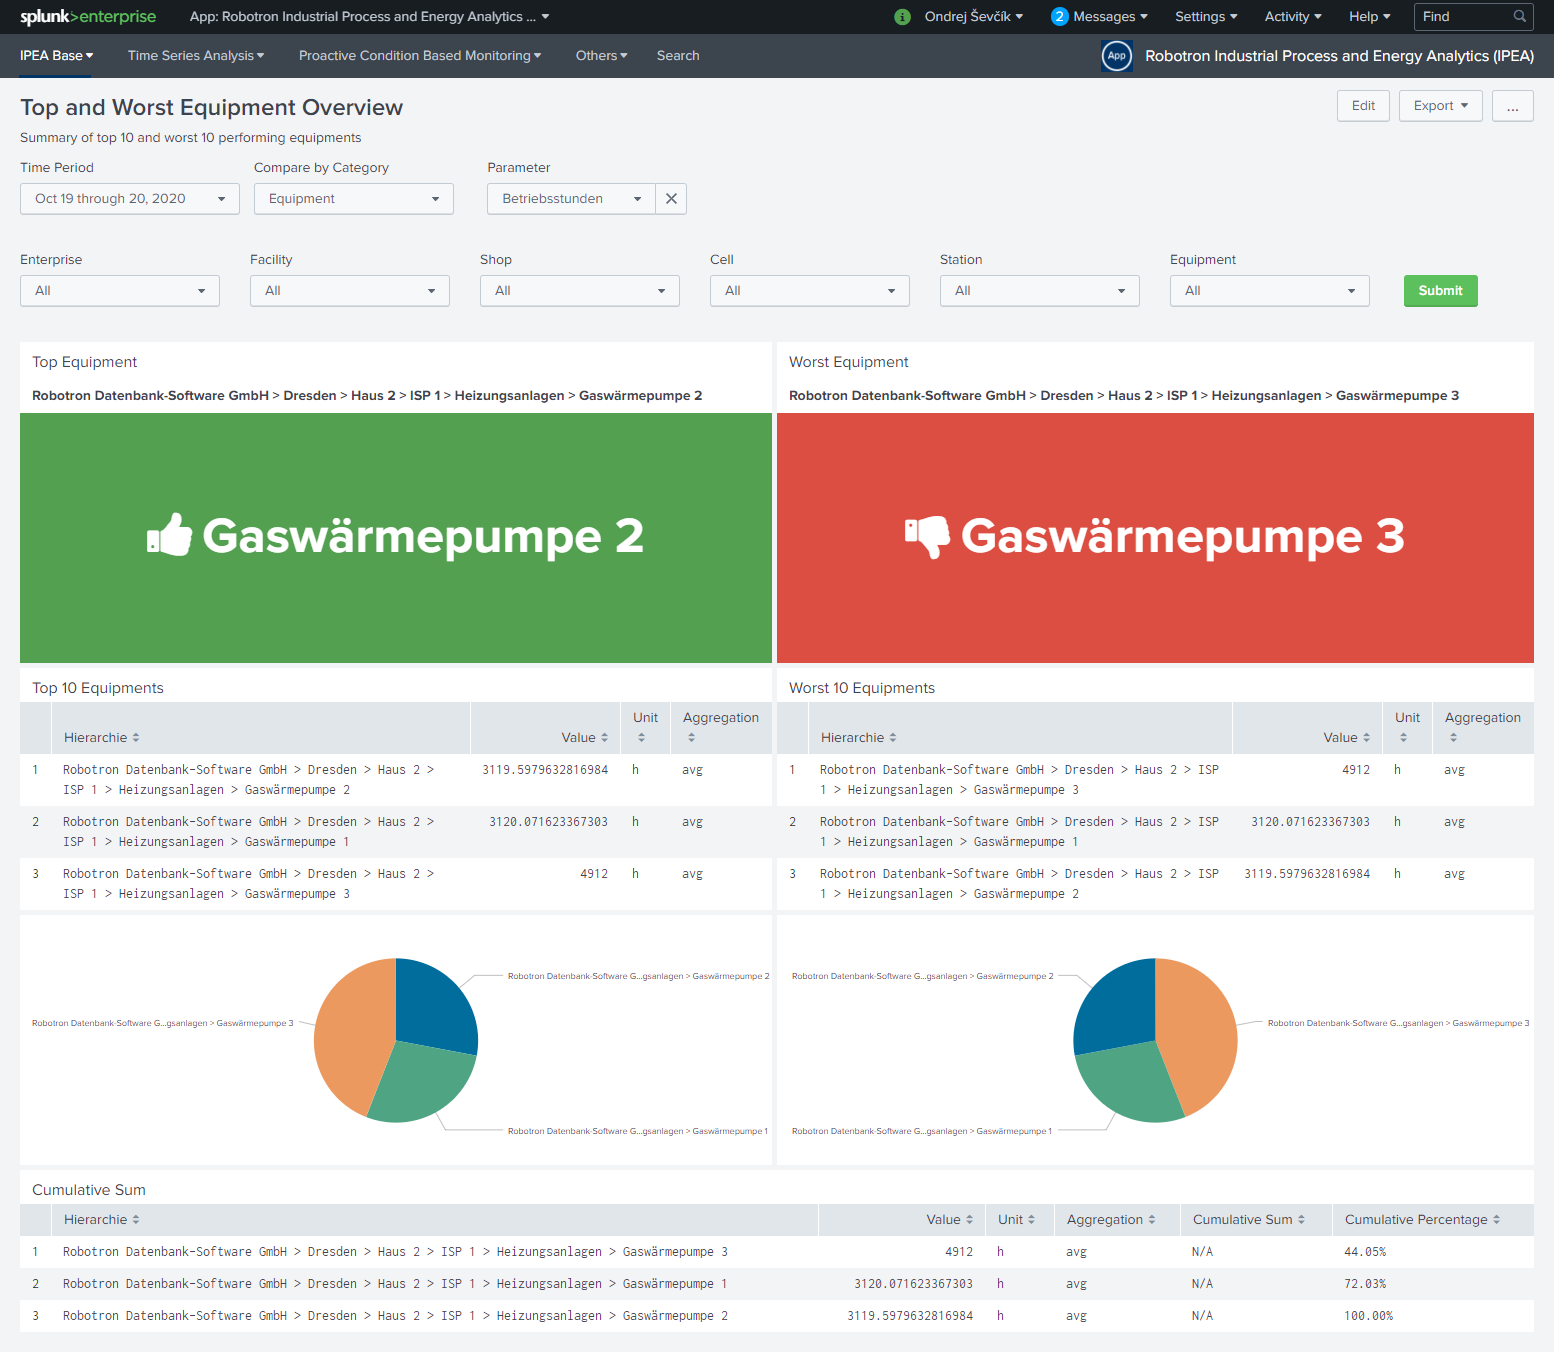 splunk>enterprise App: Robotron Industrial Process and Energy Analytics ... i Ondrej Ševčík 2 Messages Settings Activity Help Find
IPEA Base Time Series Analysis Proactive Condition Based Monitoring Others Search App Robotron Industrial Process and Energy Analytics (IPEA)
Top and Worst Equipment Overview Edit Export ...
Summary of top 10 and worst 10 performing equipments
Time Period Compare by Category Parameter
Oct 19 through 20, 2020 Equipment Betriebsstunden
Enterprise Facility Shop Cell Station Equipment
All All All All All All Submit
Top Equipment
Robotron Datenbank-Software GmbH > Dresden > Haus 2 > ISP 1 > Heizungsanlagen > Gaswärmepumpe 2
Gaswärmepumpe 2
Worst Equipment
Robotron Datenbank-Software GmbH > Dresden > Haus 2 > ISP 1 > Heizungsanlagen > Gaswärmepumpe 3
Gaswärmepumpe 3
Top 10 Equipments
Hierarchie Value Unit Aggregation
1 Robotron Datenbank-Software GmbH > Dresden > Haus 2 > 3119.5979632816984 h avg
ISP 1 > Heizungsanlagen > Gaswärmepumpe 2
2 Robotron Datenbank-Software GmbH > Dresden > Haus 2 > 3120.071623367303 h avg
ISP 1 > Heizungsanlagen > Gaswärmepumpe 1
3 Robotron Datenbank-Software GmbH > Dresden > Haus 2 > 4912 h avg
ISP 1 > Heizungsanlagen > Gaswärmepumpe 3
Worst 10 Equipments
Hierarchie Value Unit Aggregation
1 Robotron Datenbank-Software GmbH > Dresden > Haus 2 > ISP 4912 h avg
1 > Heizungsanlagen > Gaswärmepumpe 3
2 Robotron Datenbank-Software GmbH > Dresden > Haus 2 > ISP 3120.071623367303 h avg
1 > Heizungsanlagen > Gaswärmepumpe 1
3 Robotron Datenbank-Software GmbH > Dresden > Haus 2 > ISP 3119.5979632816984 h avg
1 > Heizungsanlagen > Gaswärmepumpe 2
Robotron Datenbank-Software G...gsanlagen > Gaswärmepumpe 2
Robotron Datenbank-Software G...gsanlagen > Gaswärmepumpe 3
Robotron Datenbank-Software G...gsanlagen > Gaswärmepumpe 1
Robotron Datenbank-Software G...gsanlagen > Gaswärmepumpe 2
Robotron Datenbank-Software G...gsanlagen > Gaswärmepumpe 3
Robotron Datenbank-Software G...gsanlagen > Gaswärmepumpe 1
Cumulative Sum
Hierarchie Value Unit Aggregation Cumulative Sum Cumulative Percentage
1 Robotron Datenbank-Software GmbH > Dresden > Haus 2 > ISP 1 > Heizungsanlagen > Gaswärmepumpe 3 4912 h avg N/A 44.05%
2 Robotron Datenbank-Software GmbH > Dresden > Haus 2 > ISP 1 > Heizungsanlagen > Gaswärmepumpe 1 3120.071623367303 h avg N/A 72.03%
3 Robotron Datenbank-Software GmbH > Dresden > Haus 2 > ISP 1 > Heizungsanlagen > Gaswärmepumpe 2 3119.5979632816984 h avg N/A 100.00%